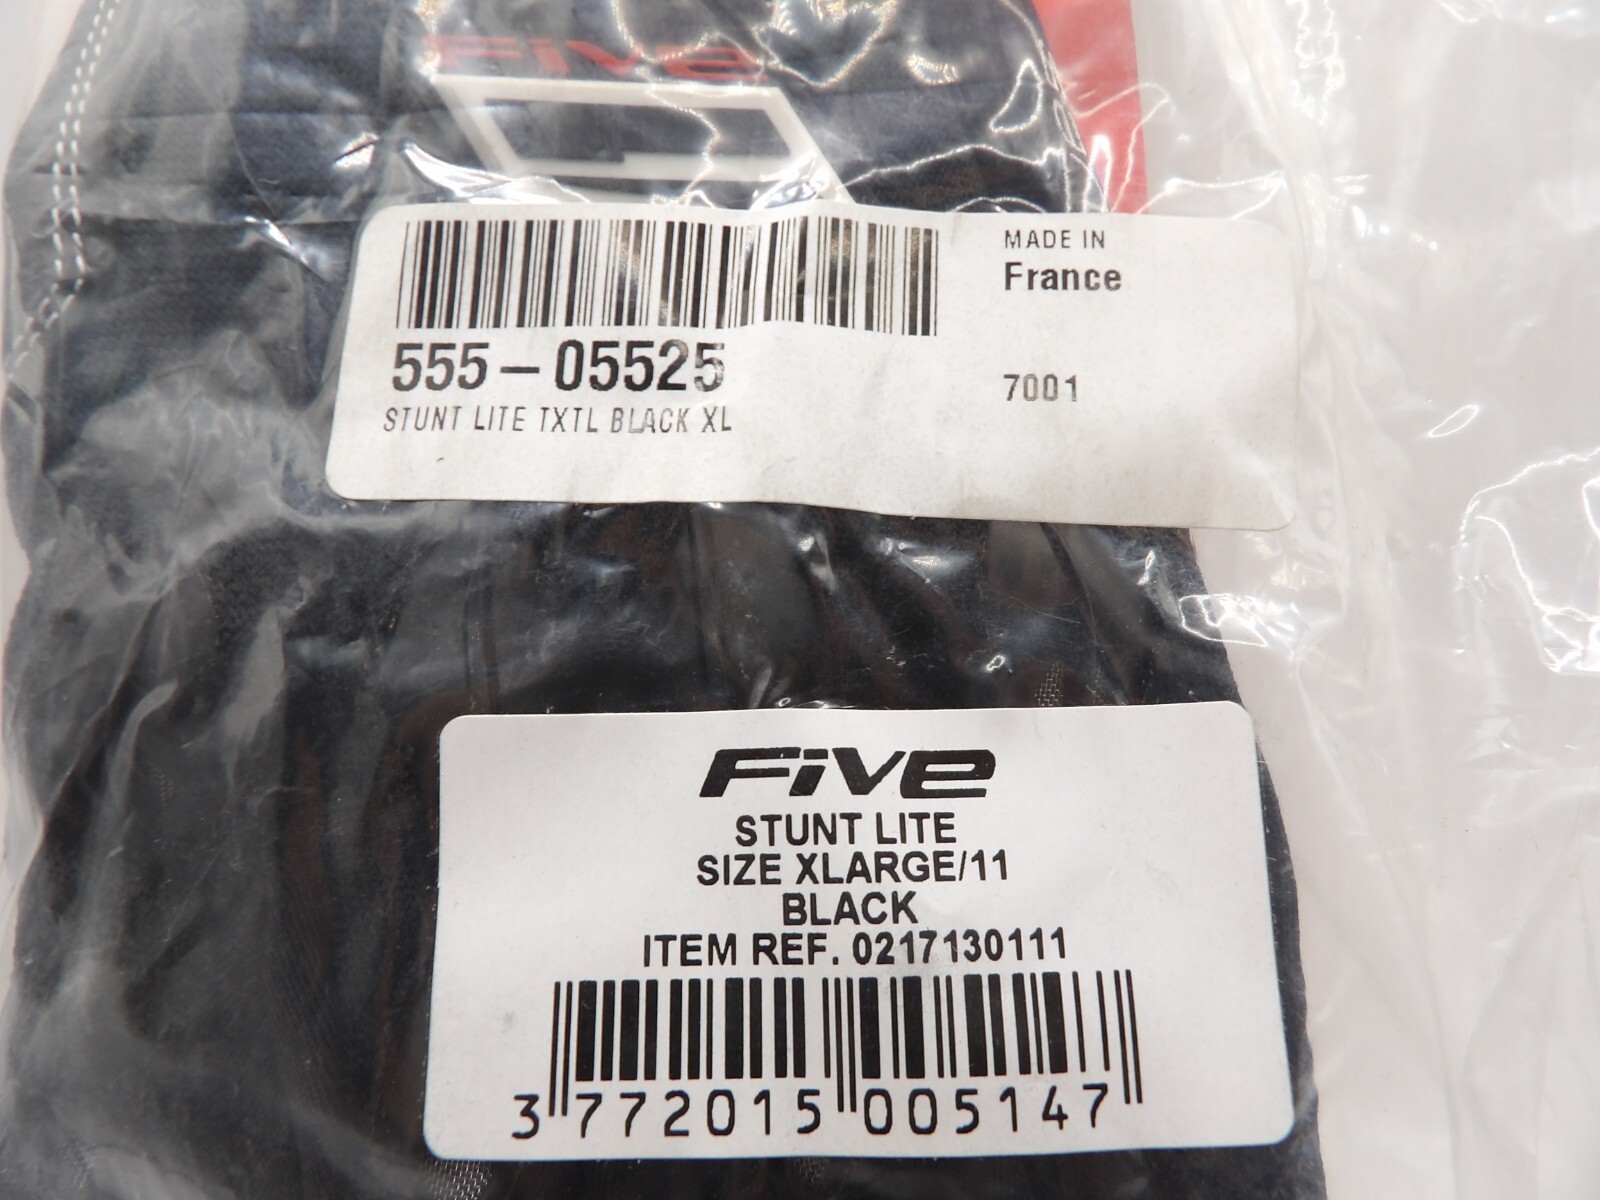 Five
555-05525
STUNT LITE TXTL BLACK XL
MADE IN
France
7001
Five
STUNT LITE
SIZE XLARGE/11
BLACK
ITEM REF. 0217130111
3 772015 005147